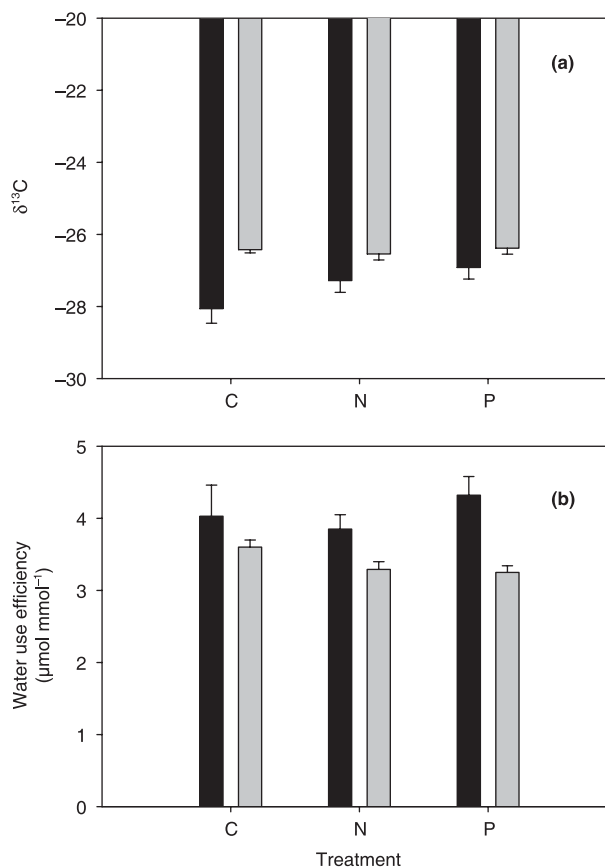 −20
−22
−24
−26
−28
−30
δ¹³C
(a)
C N P
5
4
3
2
1
0
Water use efficiency
(µmol mmol⁻¹)
(b)
C N P
Treatment